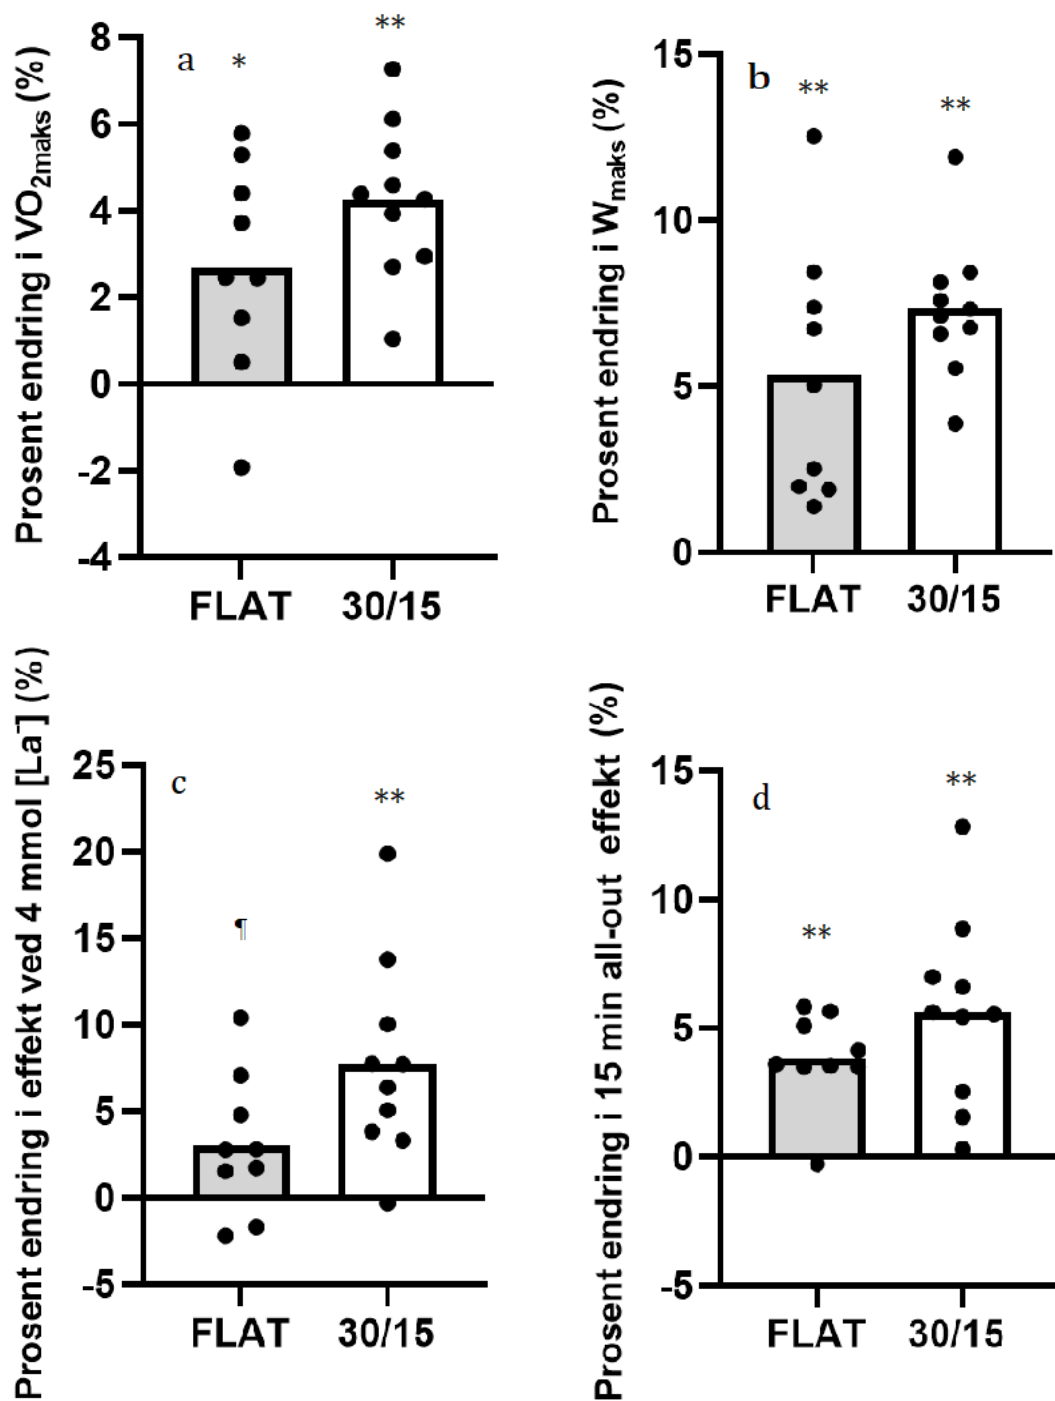 Prosent endring i VO2maks (%)
a
*
**
8
6
4
2
0
-2
-4
FLAT
30/15
Prosent endring i Wmaks (%)
b
**
**
15
10
5
0
FLAT
30/15
Prosent endring i effekt ved 4 mmol [La-] (%)
c
¶
**
25
20
15
10
5
0
-5
FLAT
30/15
Prosent endring i 15 min all-out effekt (%)
d
**
**
15
10
5
0
-5
FLAT
30/15